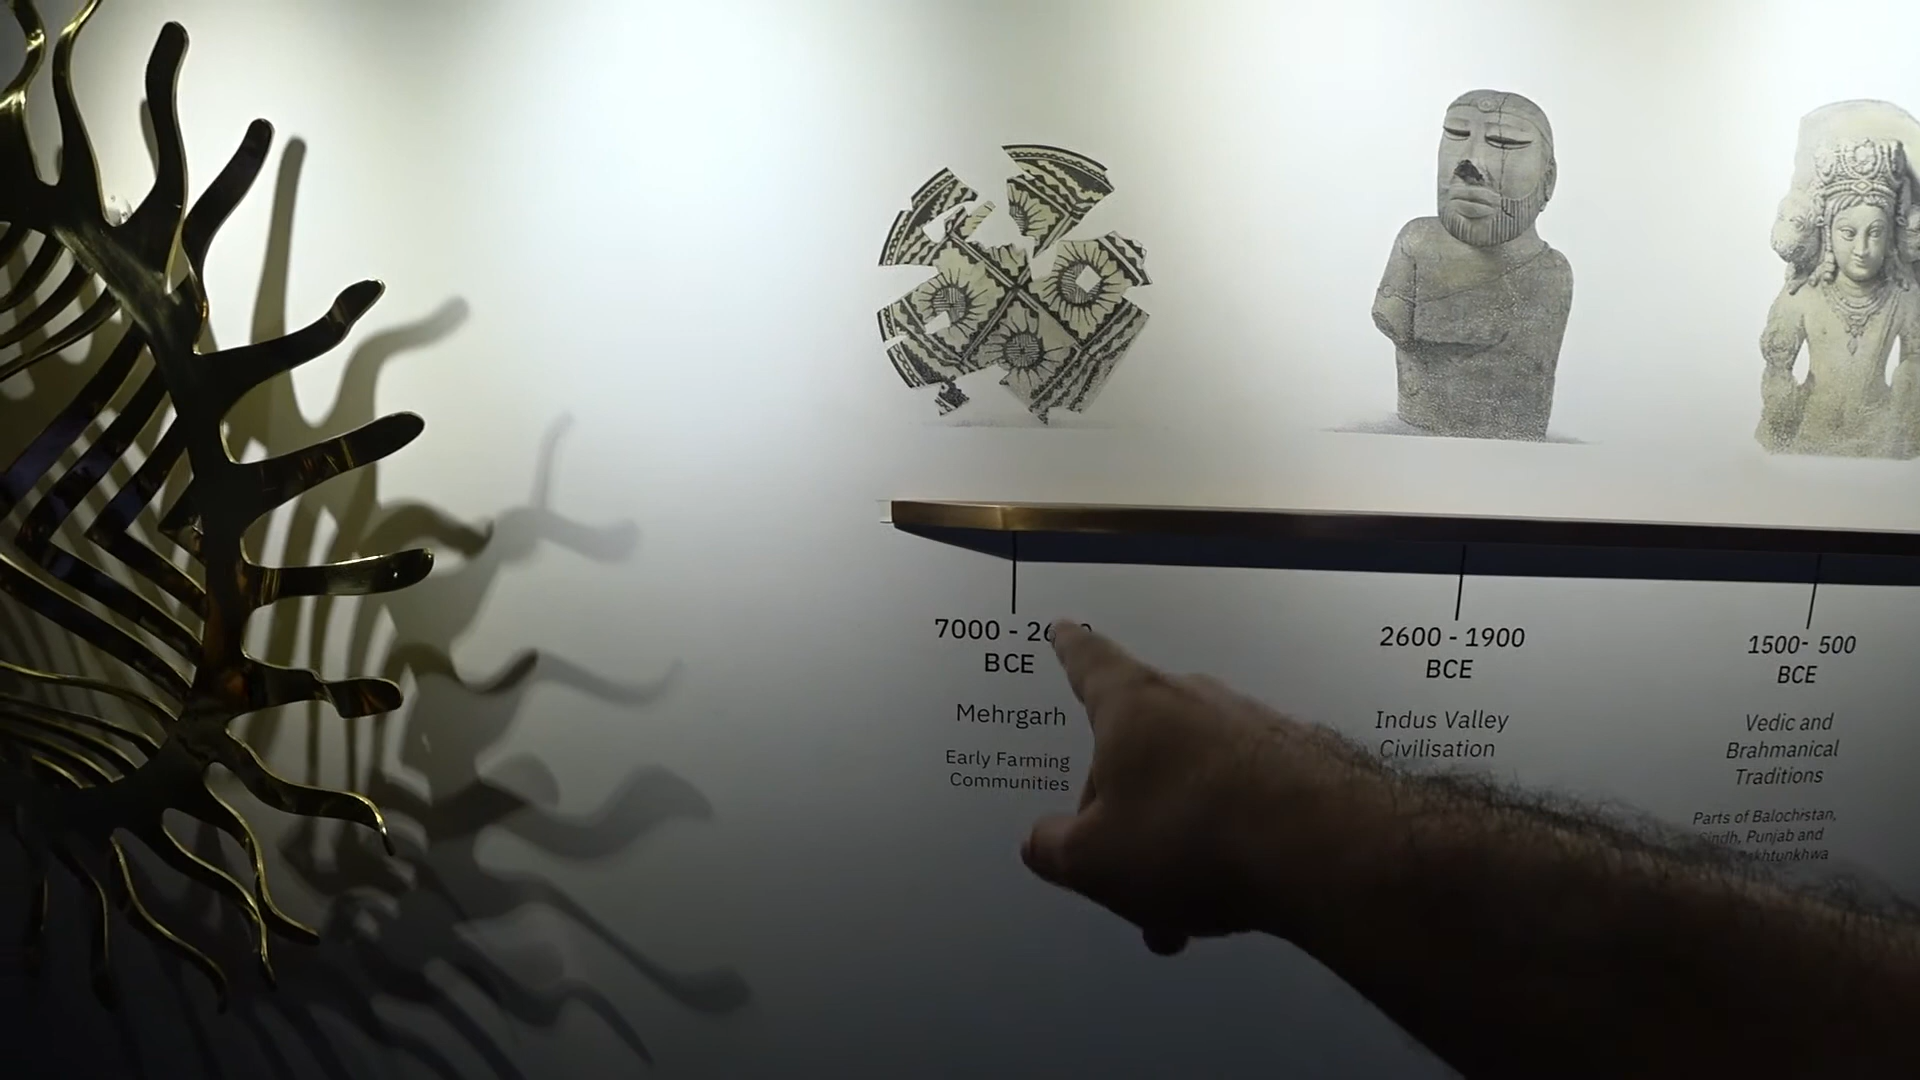 7000 - 26
BCE
Mehrgarh
Early Farming
Communities
2600 - 1900
BCE
Indus Valley
Civilisation
1500- 500
BCE
Vedic and
Brahmanical
Traditions
Parts of Balochistan,
Sindh, Punjab and